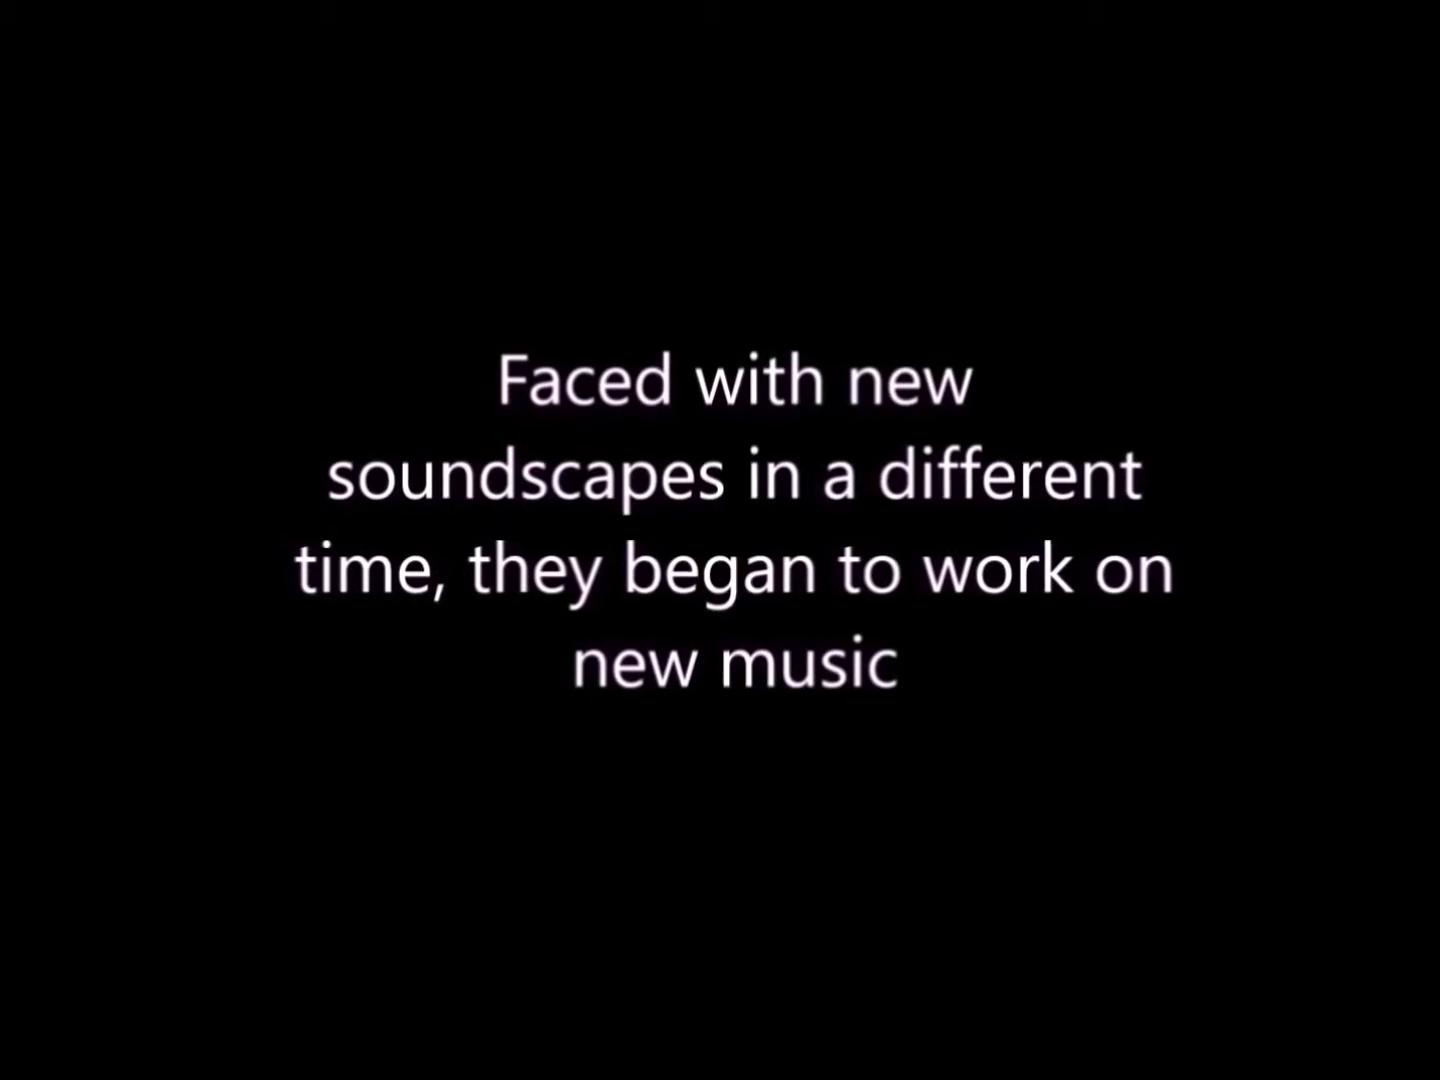 Faced with new
soundscapes in a different
time, they began to work on
new music